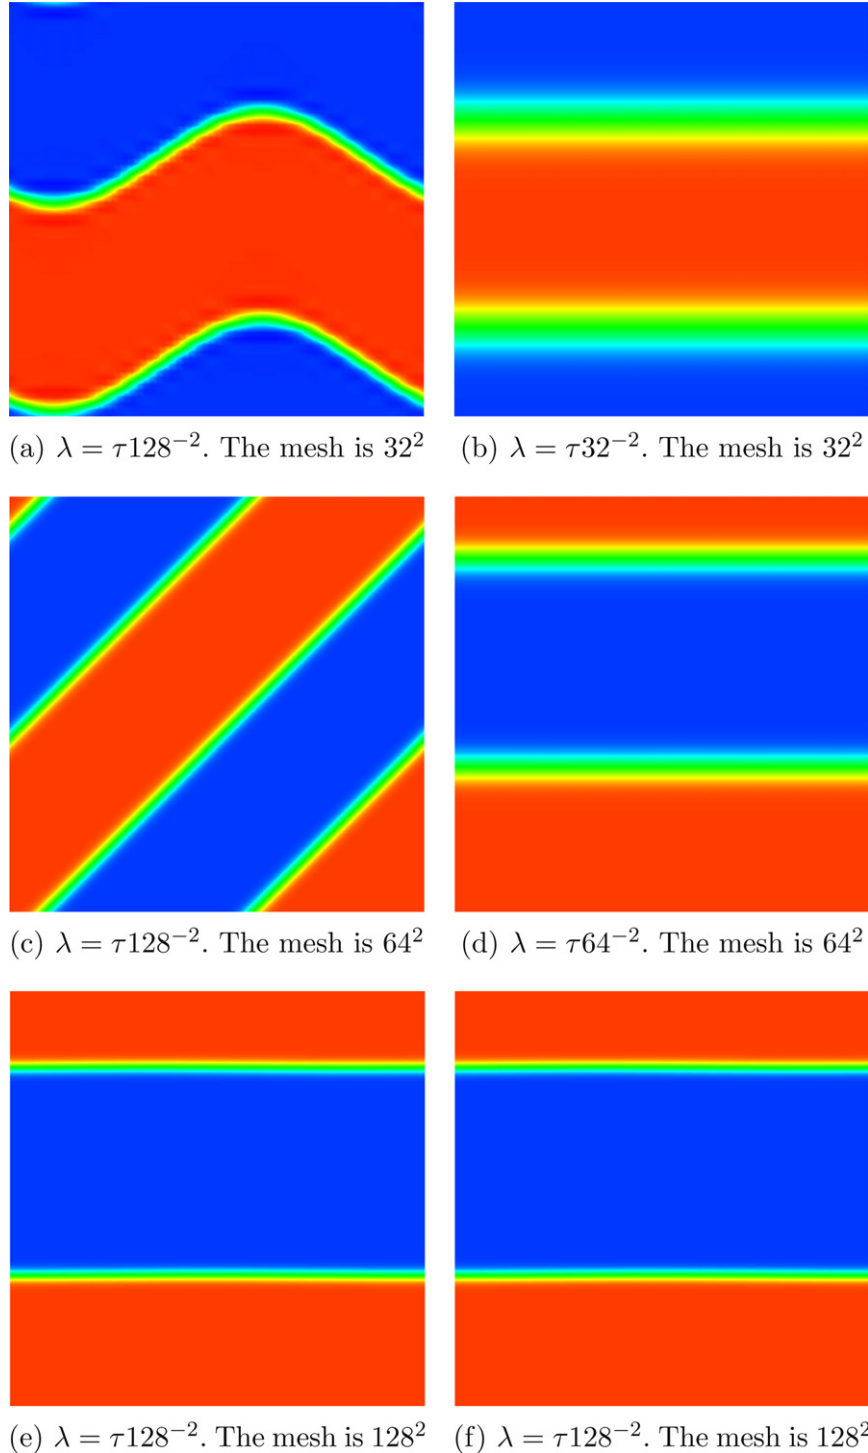 (a) λ = τ128⁻². The mesh is 32²
(b) λ = τ32⁻². The mesh is 32²
(c) λ = τ128⁻². The mesh is 64²
(d) λ = τ64⁻². The mesh is 64²
(e) λ = τ128⁻². The mesh is 128²
(f) λ = τ128⁻². The mesh is 128²